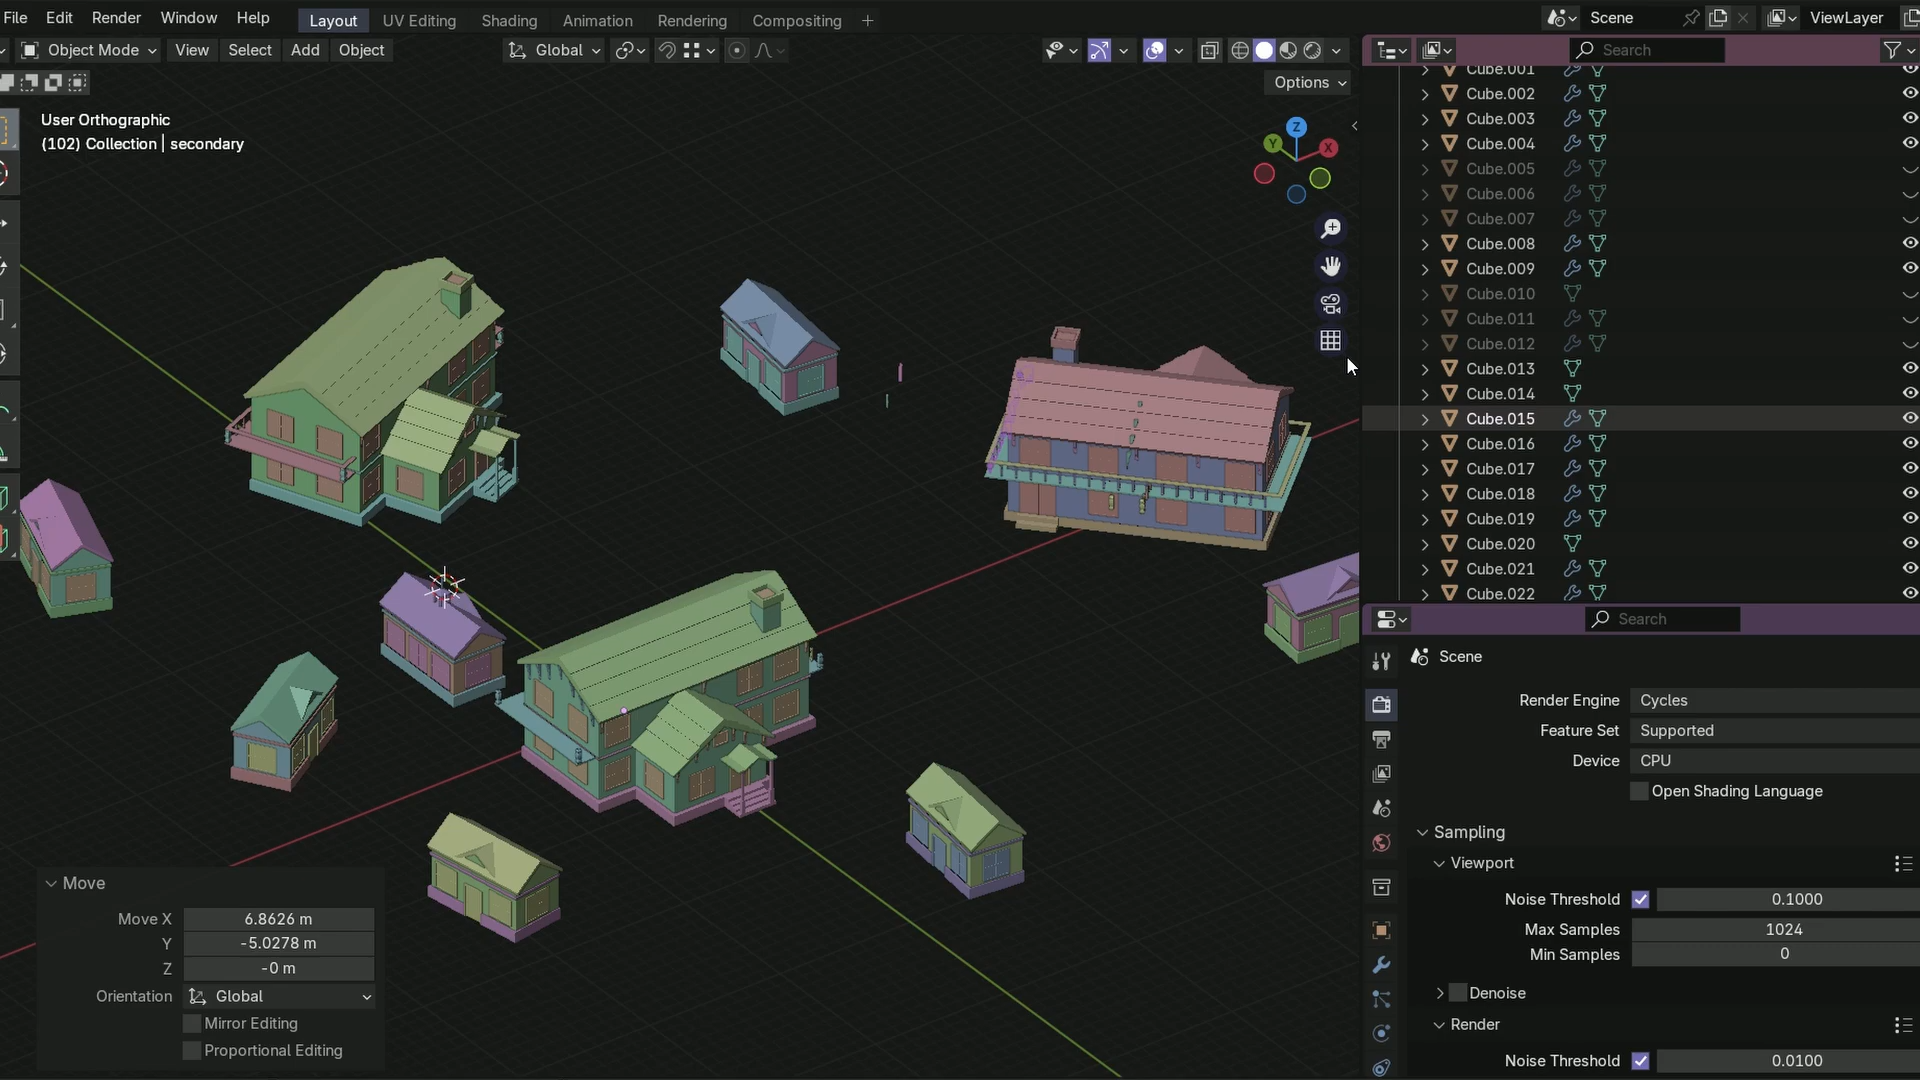 File Edit Render Window Help Layout UV Editing Shading Animation Rendering Compositing + Scene ViewLayer
Object Mode View Select Add Object Global Search
Options
User Orthographic
(102) Collection | secondary
Z
Y
X
Cube.001
Cube.002
Cube.003
Cube.004
Cube.005
Cube.006
Cube.007
Cube.008
Cube.009
Cube.010
Cube.011
Cube.012
Cube.013
Cube.014
Cube.015
Cube.016
Cube.017
Cube.018
Cube.019
Cube.020
Cube.021
Cube.022
Search
Scene
Render Engine Cycles
Feature Set Supported
Device CPU
Open Shading Language
Sampling
Viewport
Noise Threshold 0.1000
Max Samples 1024
Min Samples 0
Denoise
Render
Noise Threshold 0.0100
Move
Move X 6.8626 m
Y -5.0278 m
Z -0 m
Orientation Global
Mirror Editing
Proportional Editing